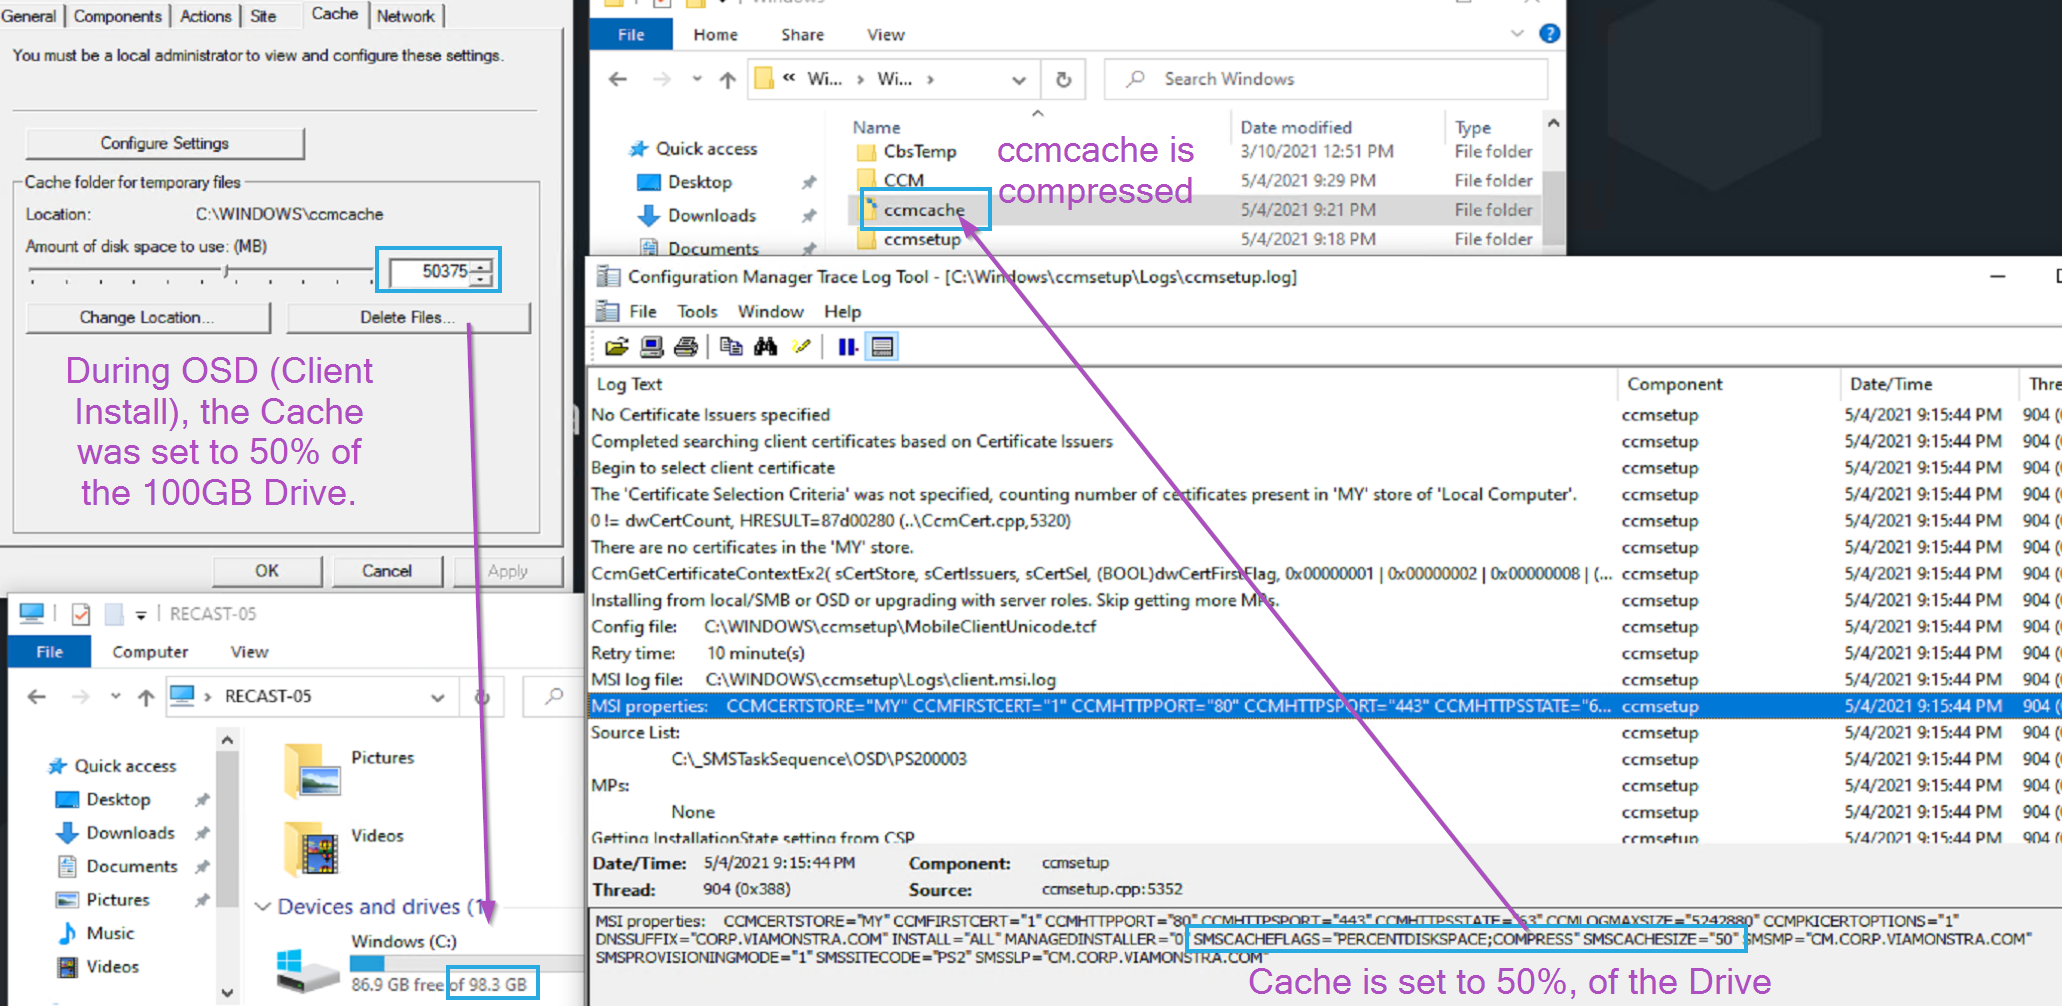 General Components Actions Site Cache Network
You must be a local administrator to view and configure these settings.
Configure Settings
Cache folder for temporary files
Location: C:\WINDOWS\ccmcache
Amount of disk space to use: (MB)
50375
Change Location... Delete Files...
During OSD (Client
Install), the Cache
was set to 50% of
the 100GB Drive.
OK Cancel Apply
RECAST-05
File Computer View
RECAST-05
Quick access
Desktop
Downloads
Documents
Pictures
Music
Videos
Pictures
Videos
Devices and drives (1
Windows (C:)
86.9 GB free of 98.3 GB
Windows
File Home Share View
« Wi... › Wi... › Search Windows
Quick access
Desktop
Downloads
Documents
Name Date modified Type
CbsTemp 3/10/2021 12:51 PM File folder
CCM 5/4/2021 9:29 PM File folder
ccmcache 5/4/2021 9:21 PM File folder
ccmsetup 5/4/2021 9:18 PM File folder
ccmcache is
compressed
Configuration Manager Trace Log Tool - [C:\Windows\ccmsetup\Logs\ccmsetup.log]
File Tools Window Help
Log Text Component Date/Time Thre
No Certificate Issuers specified ccmsetup 5/4/2021 9:15:44 PM 904 (
Completed searching client certificates based on Certificate Issuers ccmsetup 5/4/2021 9:15:44 PM 904 (
Begin to select client certificate ccmsetup 5/4/2021 9:15:44 PM 904 (
The 'Certificate Selection Criteria' was not specified, counting number of certificates present in 'MY' store of 'Local Computer'. ccmsetup 5/4/2021 9:15:44 PM 904 (
0 != dwCertCount, HRESULT=87d00280 (..\CcmCert.cpp,5320) ccmsetup 5/4/2021 9:15:44 PM 904 (
There are no certificates in the 'MY' store. ccmsetup 5/4/2021 9:15:44 PM 904 (
CcmGetCertificateContextEx2( sCertStore, sCertIssuers, sCertSel, (BOOL)dwCertFirstFlag, 0x00000001 | 0x00000002 | 0x00000008 | (... ccmsetup 5/4/2021 9:15:44 PM 904 (
Installing from local/SMB or OSD or upgrading with server roles. Skip getting more MPs. ccmsetup 5/4/2021 9:15:44 PM 904 (
Config file: C:\WINDOWS\ccmsetup\MobileClientUnicode.tcf ccmsetup 5/4/2021 9:15:44 PM 904 (
Retry time: 10 minute(s) ccmsetup 5/4/2021 9:15:44 PM 904 (
MSI log file: C:\WINDOWS\ccmsetup\Logs\client.msi.log ccmsetup 5/4/2021 9:15:44 PM 904 (
MSI properties: CCMCERTSTORE="MY" CCMFIRSTCERT="1" CCMHTTPPORT="80" CCMHTTPSPORT="443" CCMHTTPSSTATE="6... ccmsetup 5/4/2021 9:15:44 PM 904 (
Source List: ccmsetup 5/4/2021 9:15:44 PM 904 (
C:\_SMSTaskSequence\OSD\PS200003 ccmsetup 5/4/2021 9:15:44 PM 904 (
MPs: ccmsetup 5/4/2021 9:15:44 PM 904 (
None ccmsetup 5/4/2021 9:15:44 PM 904 (
Getting InstallationState setting from CSP ccmsetup 5/4/2021 9:15:44 PM 904 (
Date/Time: 5/4/2021 9:15:44 PM Component: ccmsetup
Thread: 904 (0x388) Source: ccmsetup.cpp:5352
MSI properties: CCMCERTSTORE="MY" CCMFIRSTCERT="1" CCMHTTPPORT="80" CCMHTTPSPORT="443" CCMHTTPSSTATE="63" CCMLOGMAXSIZE="5242880" CCMPKICERTOPTIONS="1"
DNSSUFFIX="CORP.VIAMONSTRA.COM" INSTALL="ALL" MANAGEDINSTALLER="0" SMSCACHEFLAGS="PERCENTDISKSPACE;COMPRESS" SMSCACHESIZE="50" SMSMP="CM.CORP.VIAMONSTRA.COM"
SMSPROVISIONINGMODE="1" SMSSITECODE="PS2" SMSSLP="CM.CORP.VIAMONSTRA.COM"
Cache is set to 50%, of the Drive